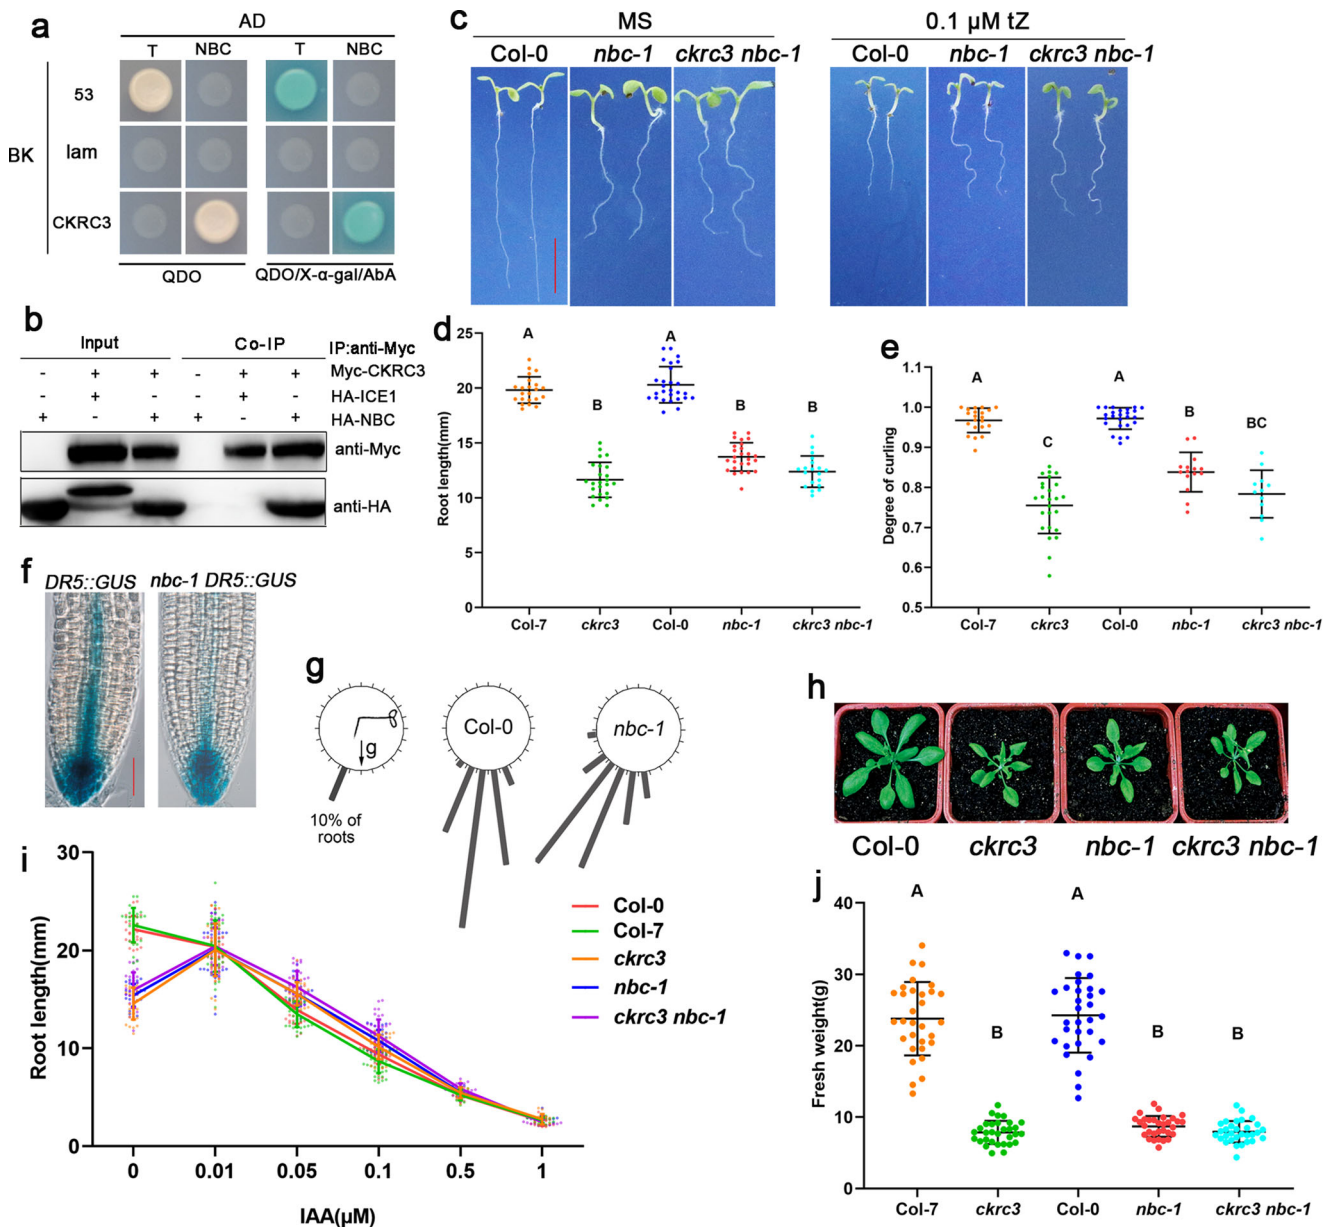 a
AD
T NBC T NBC
53
BK
lam
CKRC3
QDO QDO/X-α-gal/AbA
b
Input Co-IP IP:anti-Myc
- + + - + + Myc-CKRC3
- + - - + - HA-ICE1
+ - + + - + HA-NBC
anti-Myc
anti-HA
c
MS 0.1 μM tZ
Col-0 nbc-1 ckrc3 nbc-1 Col-0 nbc-1 ckrc3 nbc-1
d
Root length(mm)
25
20
15
10
5
0
A B A B B
Col-7 ckrc3 Col-0 nbc-1 ckrc3 nbc-1
e
Degree of curling
1.1
1.0
0.9
0.8
0.7
0.6
0.5
A C A B BC
Col-7 ckrc3 Col-0 nbc-1 ckrc3 nbc-1
f
DR5::GUS nbc-1 DR5::GUS
g
g
10% of
roots
Col-0
nbc-1
h
Col-0 ckrc3 nbc-1 ckrc3 nbc-1
i
Root length(mm)
30
20
10
0
0 0.01 0.05 0.1 0.5 1
IAA(μM)
Col-0
Col-7
ckrc3
nbc-1
ckrc3 nbc-1
j
Fresh weight(g)
40
30
20
10
0
A B A B B
Col-7 ckrc3 Col-0 nbc-1 ckrc3 nbc-1